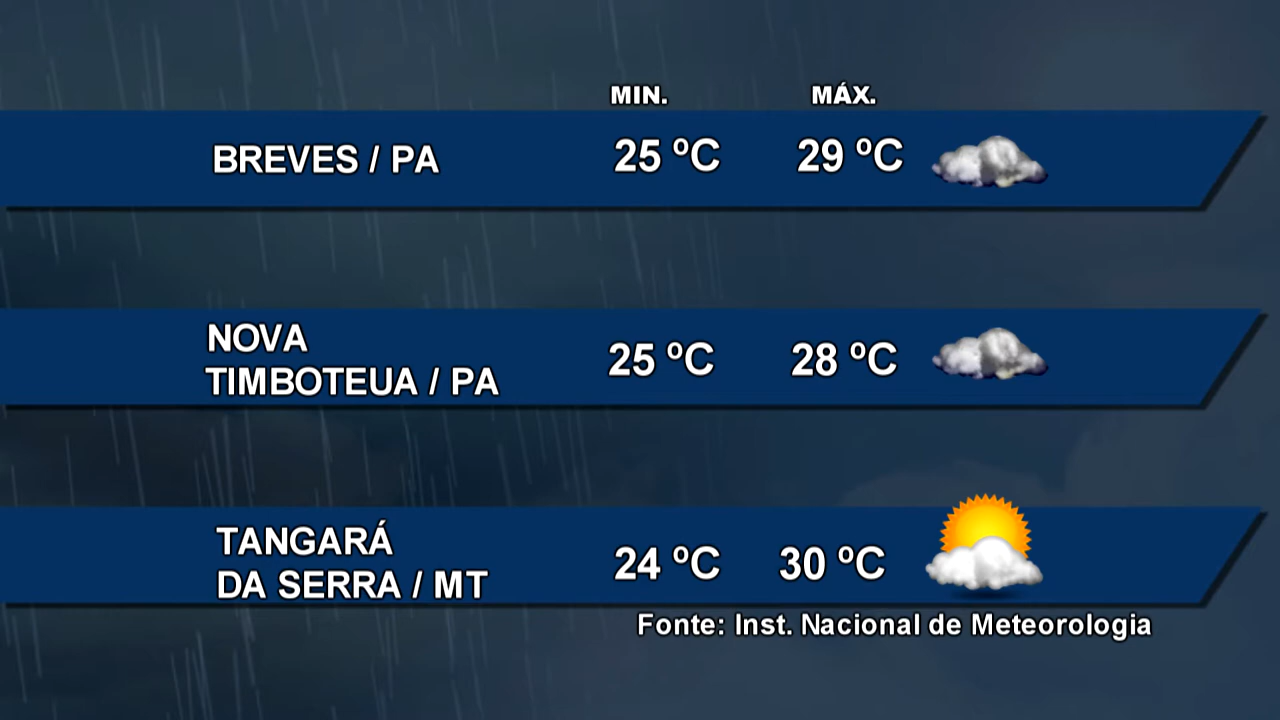 MIN. MÁX.
BREVES / PA 25 ºC 29 ºC
NOVA
TIMBOTEUA / PA 25 ºC 28 ºC
TANGARÁ
DA SERRA / MT 24 ºC 30 ºC
Fonte: Inst. Nacional de Meteorologia